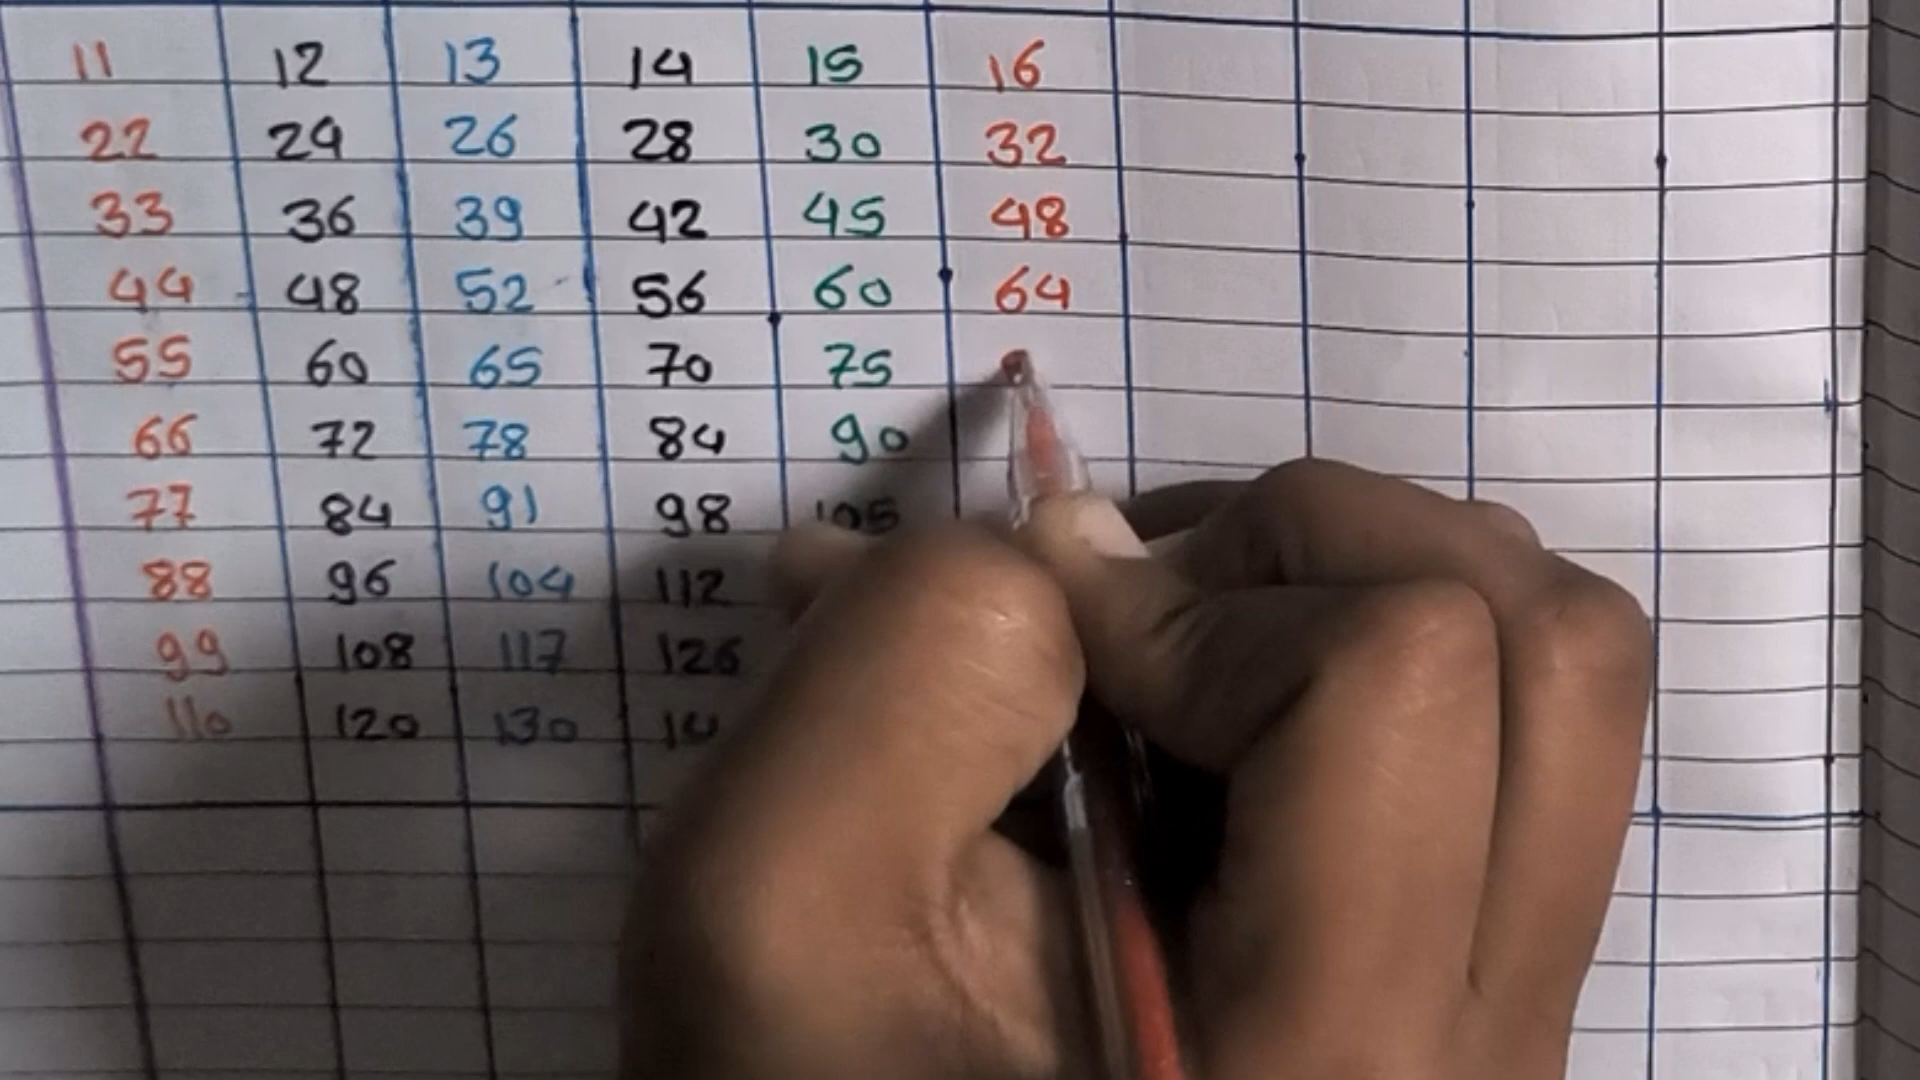 11 12 13 14 15 16
22 24 26 28 30 32
33 36 39 42 45 48
44 48 52 56 60 64
55 60 65 70 75
66 72 78 84 90
77 84 91 98 105
88 96 104 112
99 108 117 126
110 120 130